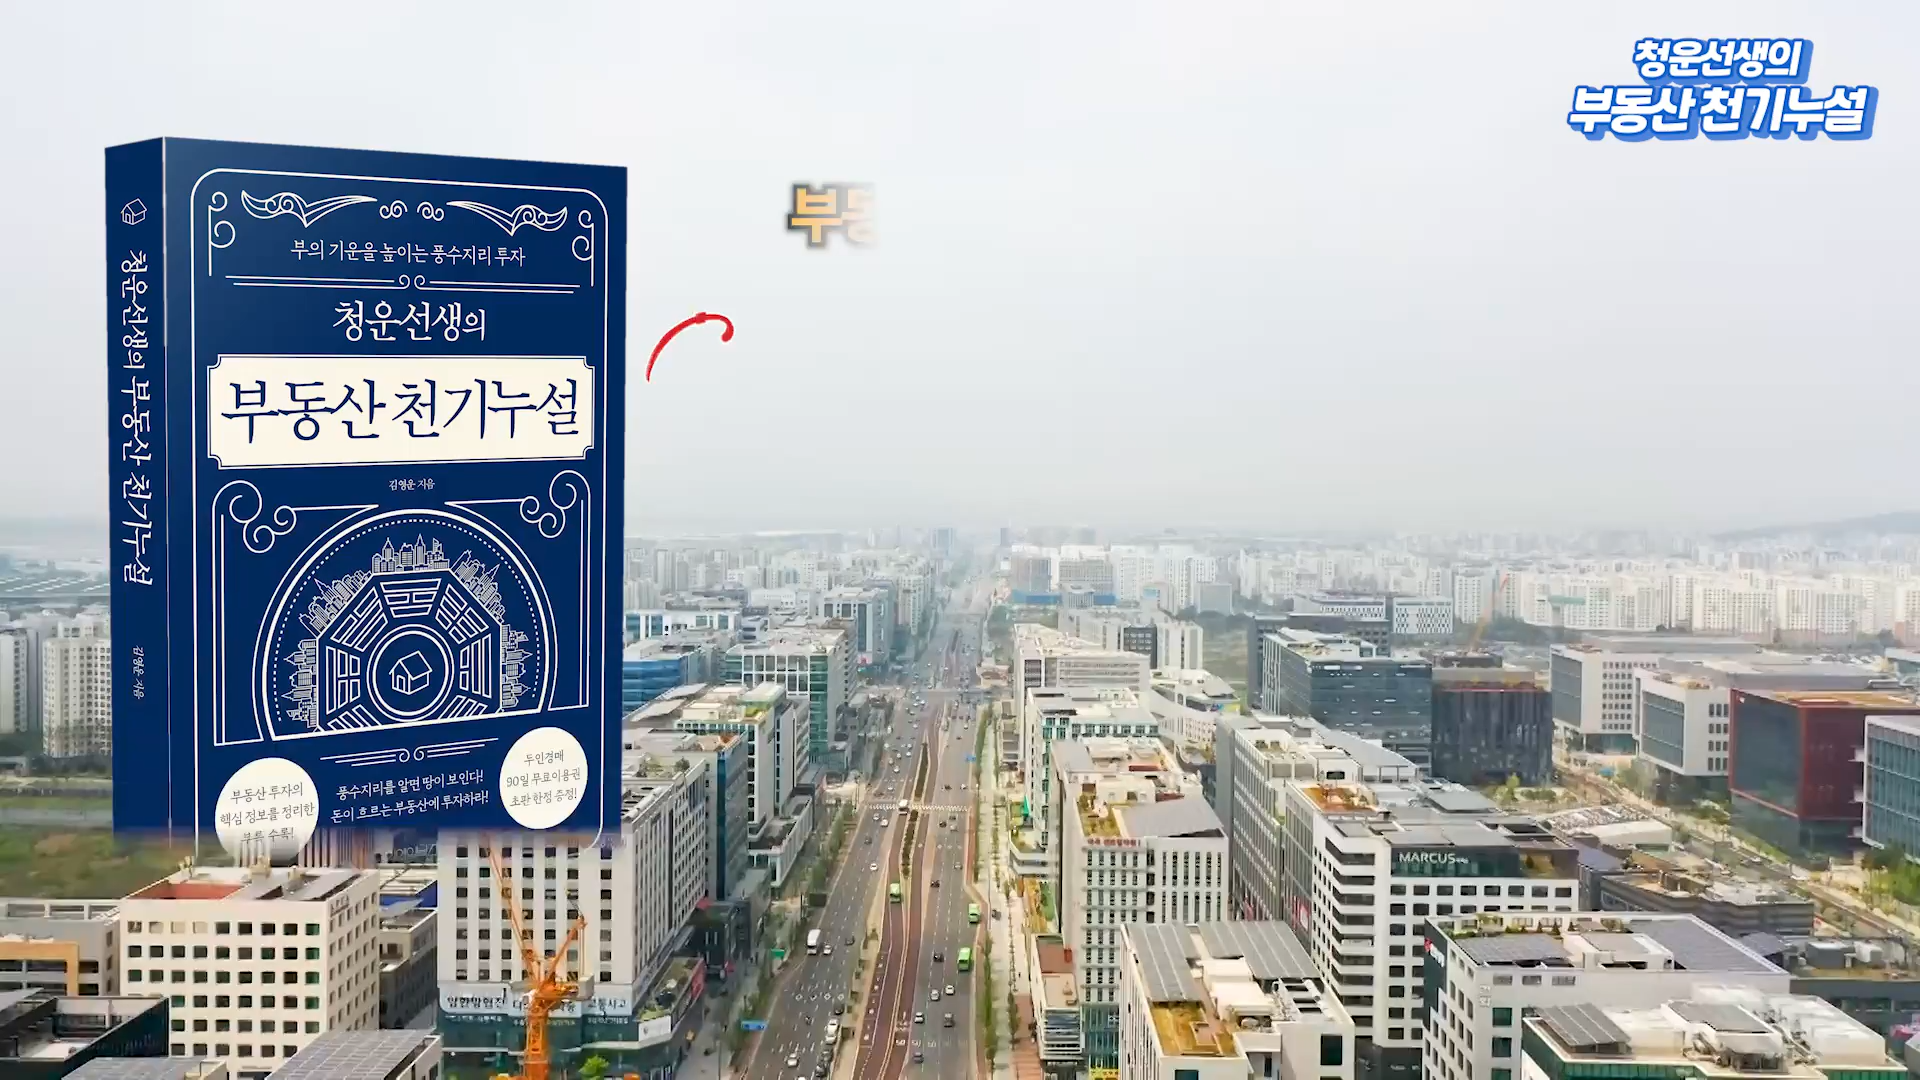 청운선생의
부동산 천기누설
부
청운선생의 부동산 천기누설
김영운 지음
부의 기운을 높이는 풍수지리 투자
청운선생의
부동산 천기누설
김영운 지음
부동산 투자의
핵심 정보를 정리한
부록 수록!
풍수지리를 알면 땅이 보인다!
돈이 흐르는 부동산에 투자하라!
두인경매
90일 무료이용권
초판 한정 증정!
MARCUS